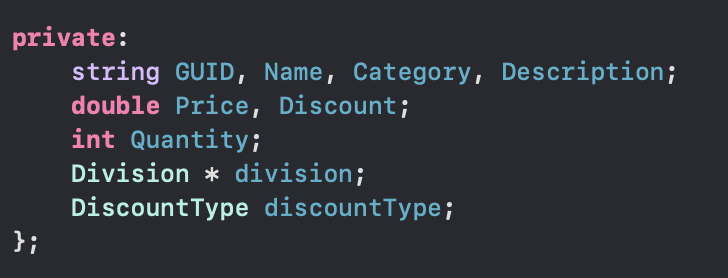 private:
    string GUID, Name, Category, Description;
    double Price, Discount;
    int Quantity;
    Division * division;
    DiscountType discountType;
};